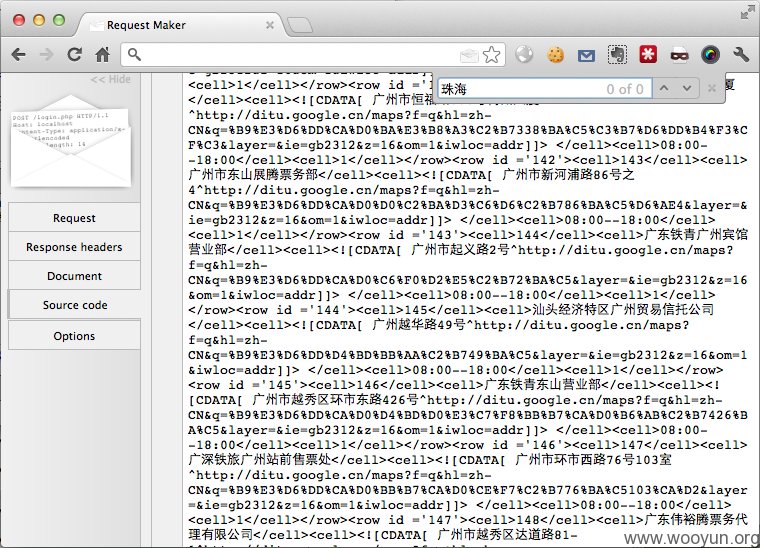 Request Maker
<< Hide
珠海
0 of 0
POST /login.php HTTP/1.1
Host: localhost
Request
Response headers
Document
Source code
Options
<cell>1</cell></row><row id ='1
</cell><cell><![CDATA[ 广州市恒福
^http://ditu.google.cn/maps?f=q&hl=zh-
CN&q=%B9%E3%D6%DD%CA%D0%BA%E3%B8%A3%C2%B7338%BA%C5%C3%B7%D6%DD%B4%F3%C
F%C3&layer=&ie=gb2312&z=16&om=1&iwloc=addr]]> </cell><cell>08:00-
-18:00</cell><cell>1</cell></row><row id ='142'><cell>143</cell><cell>
广州市东山展腾票务部</cell><cell><![CDATA[ 广州市新河浦路86号之
4^http://ditu.google.cn/maps?f=q&hl=zh-
CN&q=%B9%E3%D6%DD%CA%D0%D0%C2%BA%D3%C6%D6%C2%B786%BA%C5%D6%AE4&layer=&
ie=gb2312&z=16&om=1&iwloc=addr]]> </cell><cell>08:00--18:00</cell>
<cell>1</cell></row><row id ='143'><cell>144</cell><cell>广东铁青广州宾馆
营业部</cell><cell><![CDATA[ 广州市起义路2号^http://ditu.google.cn/maps?
f=q&hl=zh-
CN&q=%B9%E3%D6%DD%CA%D0%C6%F0%D2%E5%C2%B72%BA%C5&layer=&ie=gb2312&z=16
&om=1&iwloc=addr]]> </cell><cell>08:00--18:00</cell><cell>1</cell>
</row><row id ='144'><cell>145</cell><cell>汕头经济特区广州贸易信托公司
</cell><cell><![CDATA[ 广州越华路49号^http://ditu.google.cn/maps?
f=q&hl=zh-
CN&q=%B9%E3%D6%DD%D4%BD%BB%AA%C2%B749%BA%C5&layer=&ie=gb2312&z=16&om=1
&iwloc=addr]]> </cell><cell>08:00--18:00</cell><cell>1</cell></row>
<row id ='145'><cell>146</cell><cell>广东铁青东山营业部</cell><cell><!
[CDATA[ 广州市越秀区环市东路426号^http://ditu.google.cn/maps?f=q&hl=zh-
CN&q=%B9%E3%D6%DD%CA%D0%D4%BD%D0%E3%C7%F8%BB%B7%CA%D0%B6%AB%C2%B7426%B
A%C5&layer=&ie=gb2312&z=16&om=1&iwloc=addr]]> </cell><cell>08:00-
-18:00</cell><cell>1</cell></row><row id ='146'><cell>147</cell><cell>
广深铁旅广州站前售票处</cell><cell><![CDATA[ 广州市环市西路76号103室
^http://ditu.google.cn/maps?f=q&hl=zh-
CN&q=%B9%E3%D6%DD%CA%D0%BB%B7%CA%D0%CE%F7%C2%B776%BA%C5103%CA%D2&layer
=&ie=gb2312&z=16&om=1&iwloc=addr]]> </cell><cell>08:00--18:00</cell>
<cell>1</cell></row><row id ='147'><cell>148</cell><cell>广东伟裕腾票务代
理有限公司</cell><cell><![CDATA[ 广州市越秀区达道路81-
www.wooyun.org